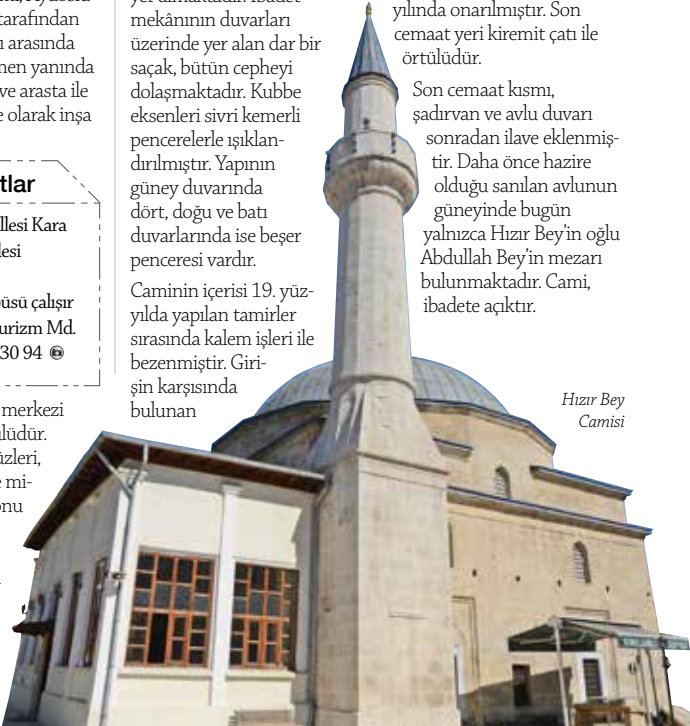 tarafından
ı arasında
men yanında
ve arasta ile
e olarak inşa
tlar
llesi Kara
lesi
üsü çalışır
urizm Md.
30 94
merkezi
lüdür.
üzleri,
e mi-
onu
mekânının duvarları
üzerinde yer alan dar bir
saçak, bütün cepheyi
dolaşmaktadır. Kubbe
eksenleri sivri kemerli
pencerelerle ışıklan-
dırılmıştır. Yapının
güney duvarında
dört, doğu ve batı
duvarlarında ise beşer
penceresi vardır.
Caminin içerisi 19. yüz-
yılda yapılan tamirler
sırasında kalem işleri ile
bezenmiştir. Giri-
şin karşısında
bulunan
yılında onarılmıştır. Son
cemaat yeri kiremit çatı ile
örtülüdür.
Son cemaat kısmı,
şadırvan ve avlu duvarı
sonradan ilave eklenmiş-
tir. Daha önce hazire
olduğu sanılan avlunun
güneyinde bugün
yalnızca Hızır Bey'in oğlu
Abdullah Bey'in mezarı
bulunmaktadır. Cami,
ibadete açıktır.
Hızır Bey
Camisi